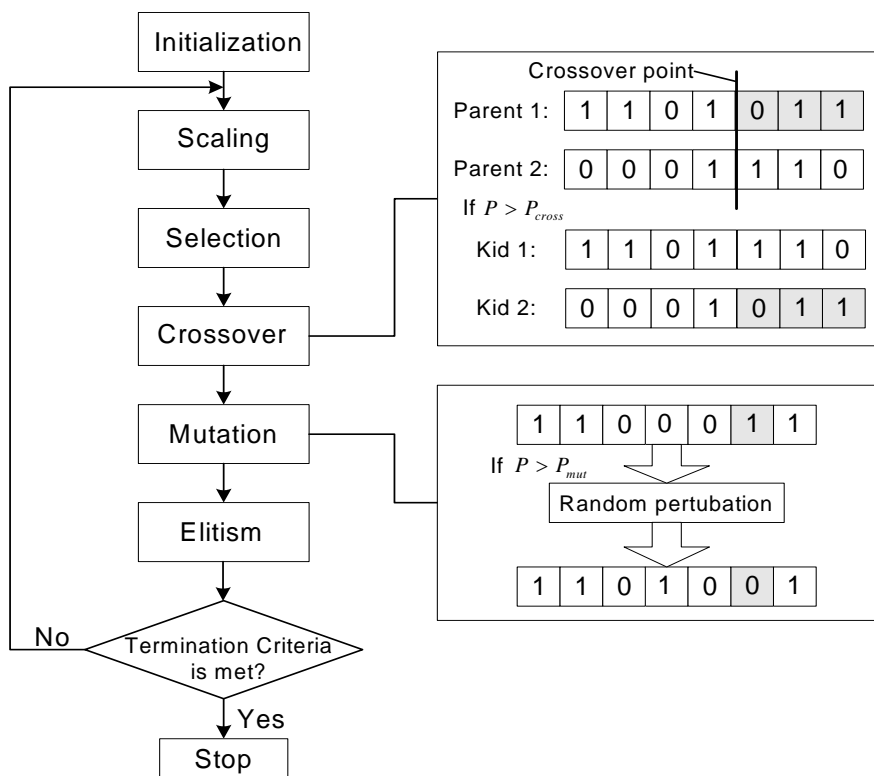 Initialization
Scaling
Selection
Crossover
Mutation
Elitism
Termination Criteria
is met?
No
Yes
Stop
Crossover point
Parent 1: 1 1 0 1 0 1 1
Parent 2: 0 0 0 1 1 1 0
If P > Pcross
Kid 1: 1 1 0 1 1 1 0
Kid 2: 0 0 0 1 0 1 1
1 1 0 0 0 1 1
If P > Pmut
Random pertubation
1 1 0 1 0 0 1